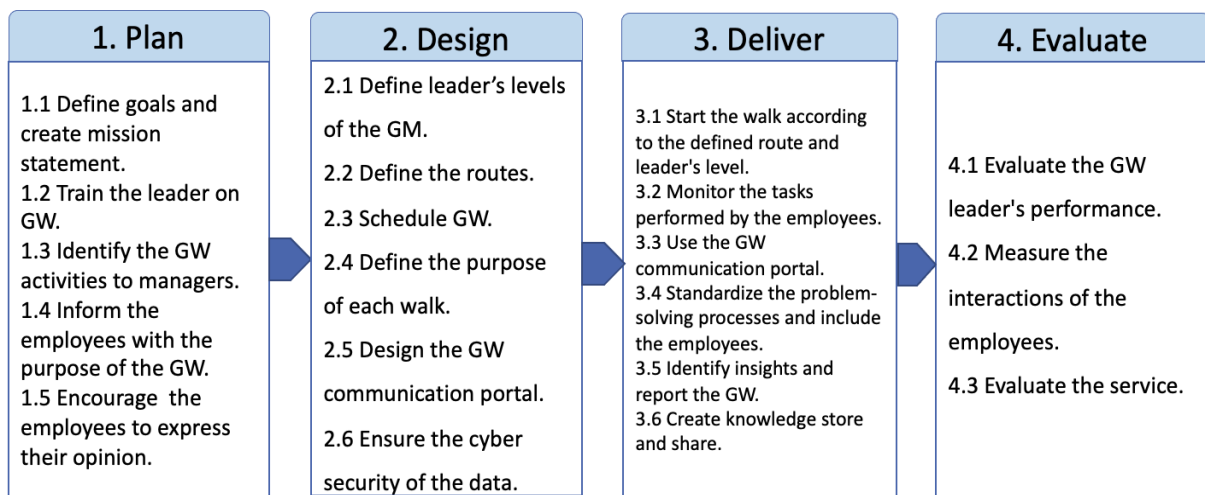 1. Plan
1.1 Define goals and
create mission
statement.
1.2 Train the leader on
GW.
1.3 Identify the GW
activities to managers.
1.4 Inform the
employees with the
purpose of the GW.
1.5 Encourage the
employees to express
their opinion.
2. Design
2.1 Define leader’s levels
of the GM.
2.2 Define the routes.
2.3 Schedule GW.
2.4 Define the purpose
of each walk.
2.5 Design the GW
communication portal.
2.6 Ensure the cyber
security of the data.
3. Deliver
3.1 Start the walk according
to the defined route and
leader's level.
3.2 Monitor the tasks
performed by the employees.
3.3 Use the GW
communication portal.
3.4 Standardize the problem-
solving processes and include
the employees.
3.5 Identify insights and
report the GW.
3.6 Create knowledge store
and share.
4. Evaluate
4.1 Evaluate the GW
leader's performance.
4.2 Measure the
interactions of the
employees.
4.3 Evaluate the service.